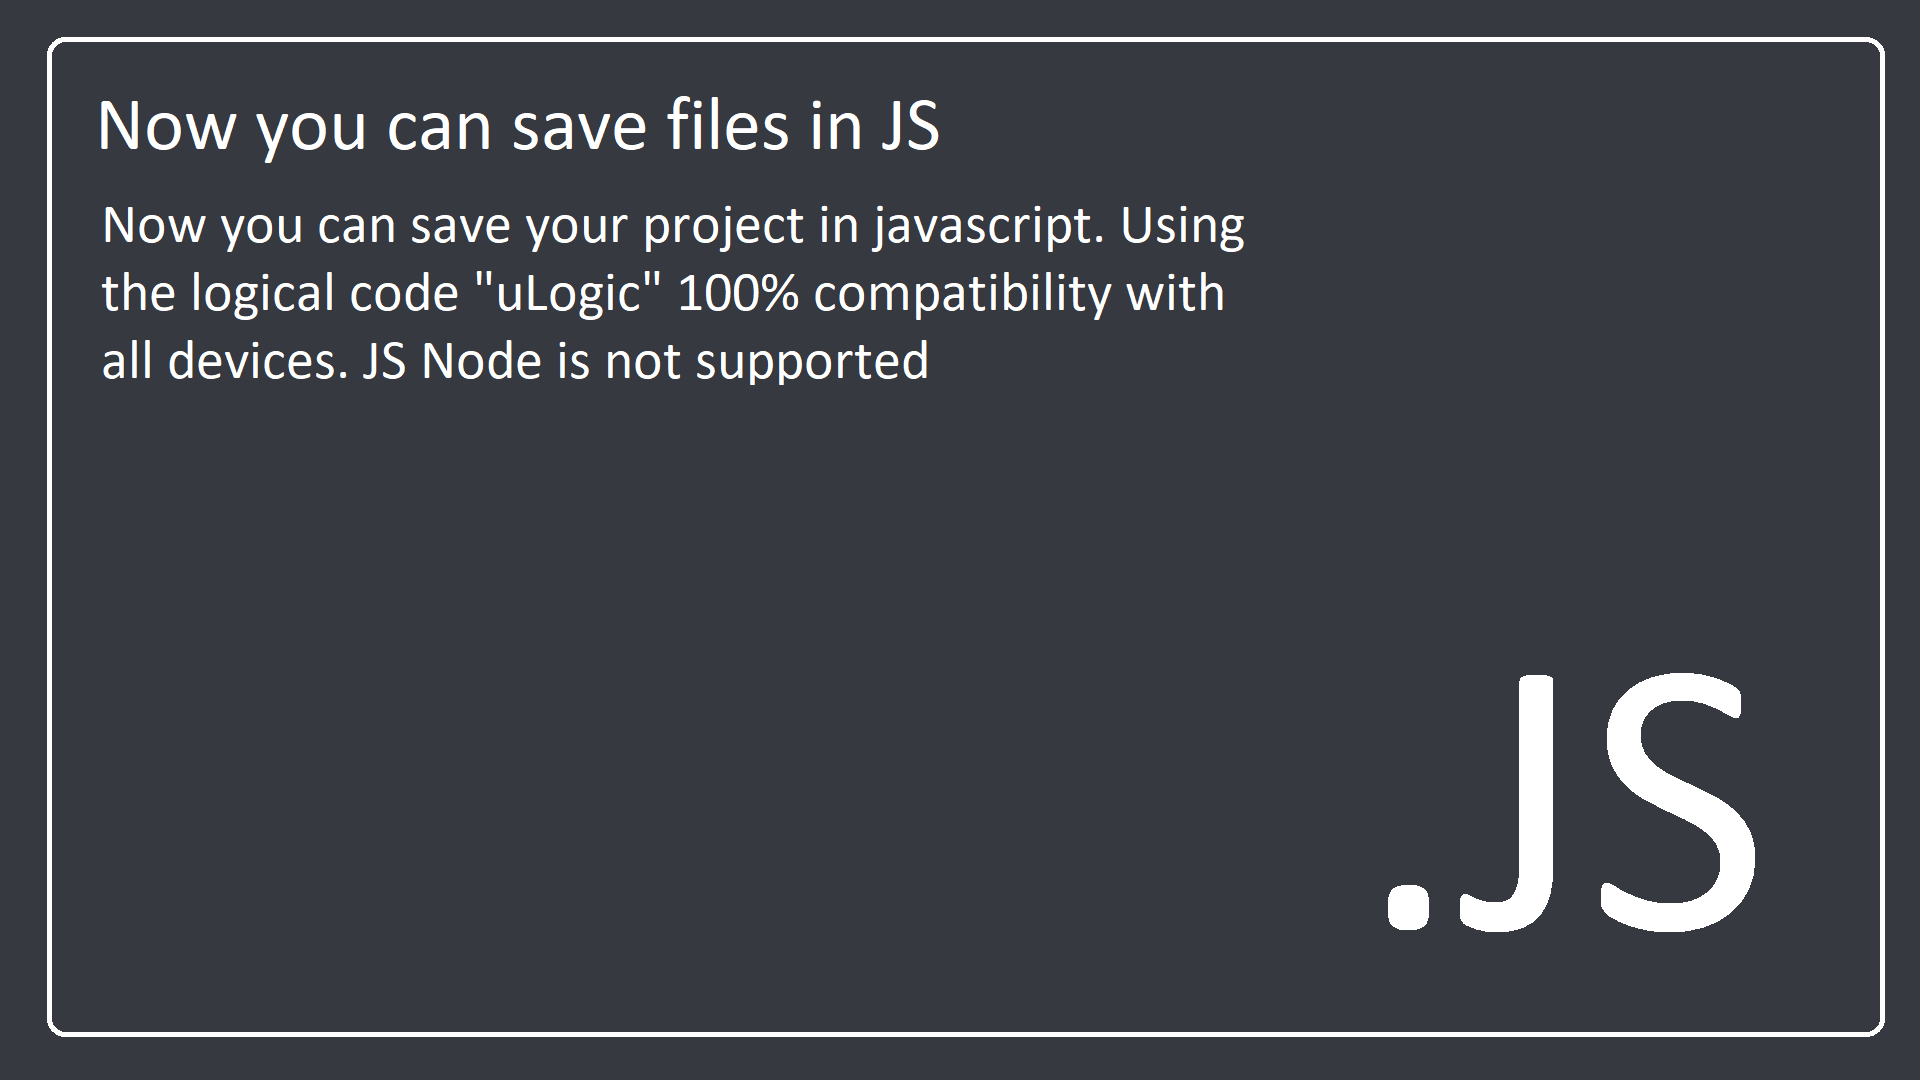 Now you can save files in JS
Now you can save your project in javascript. Using
the logical code "uLogic" 100% compatibility with
all devices. JS Node is not supported
.JS